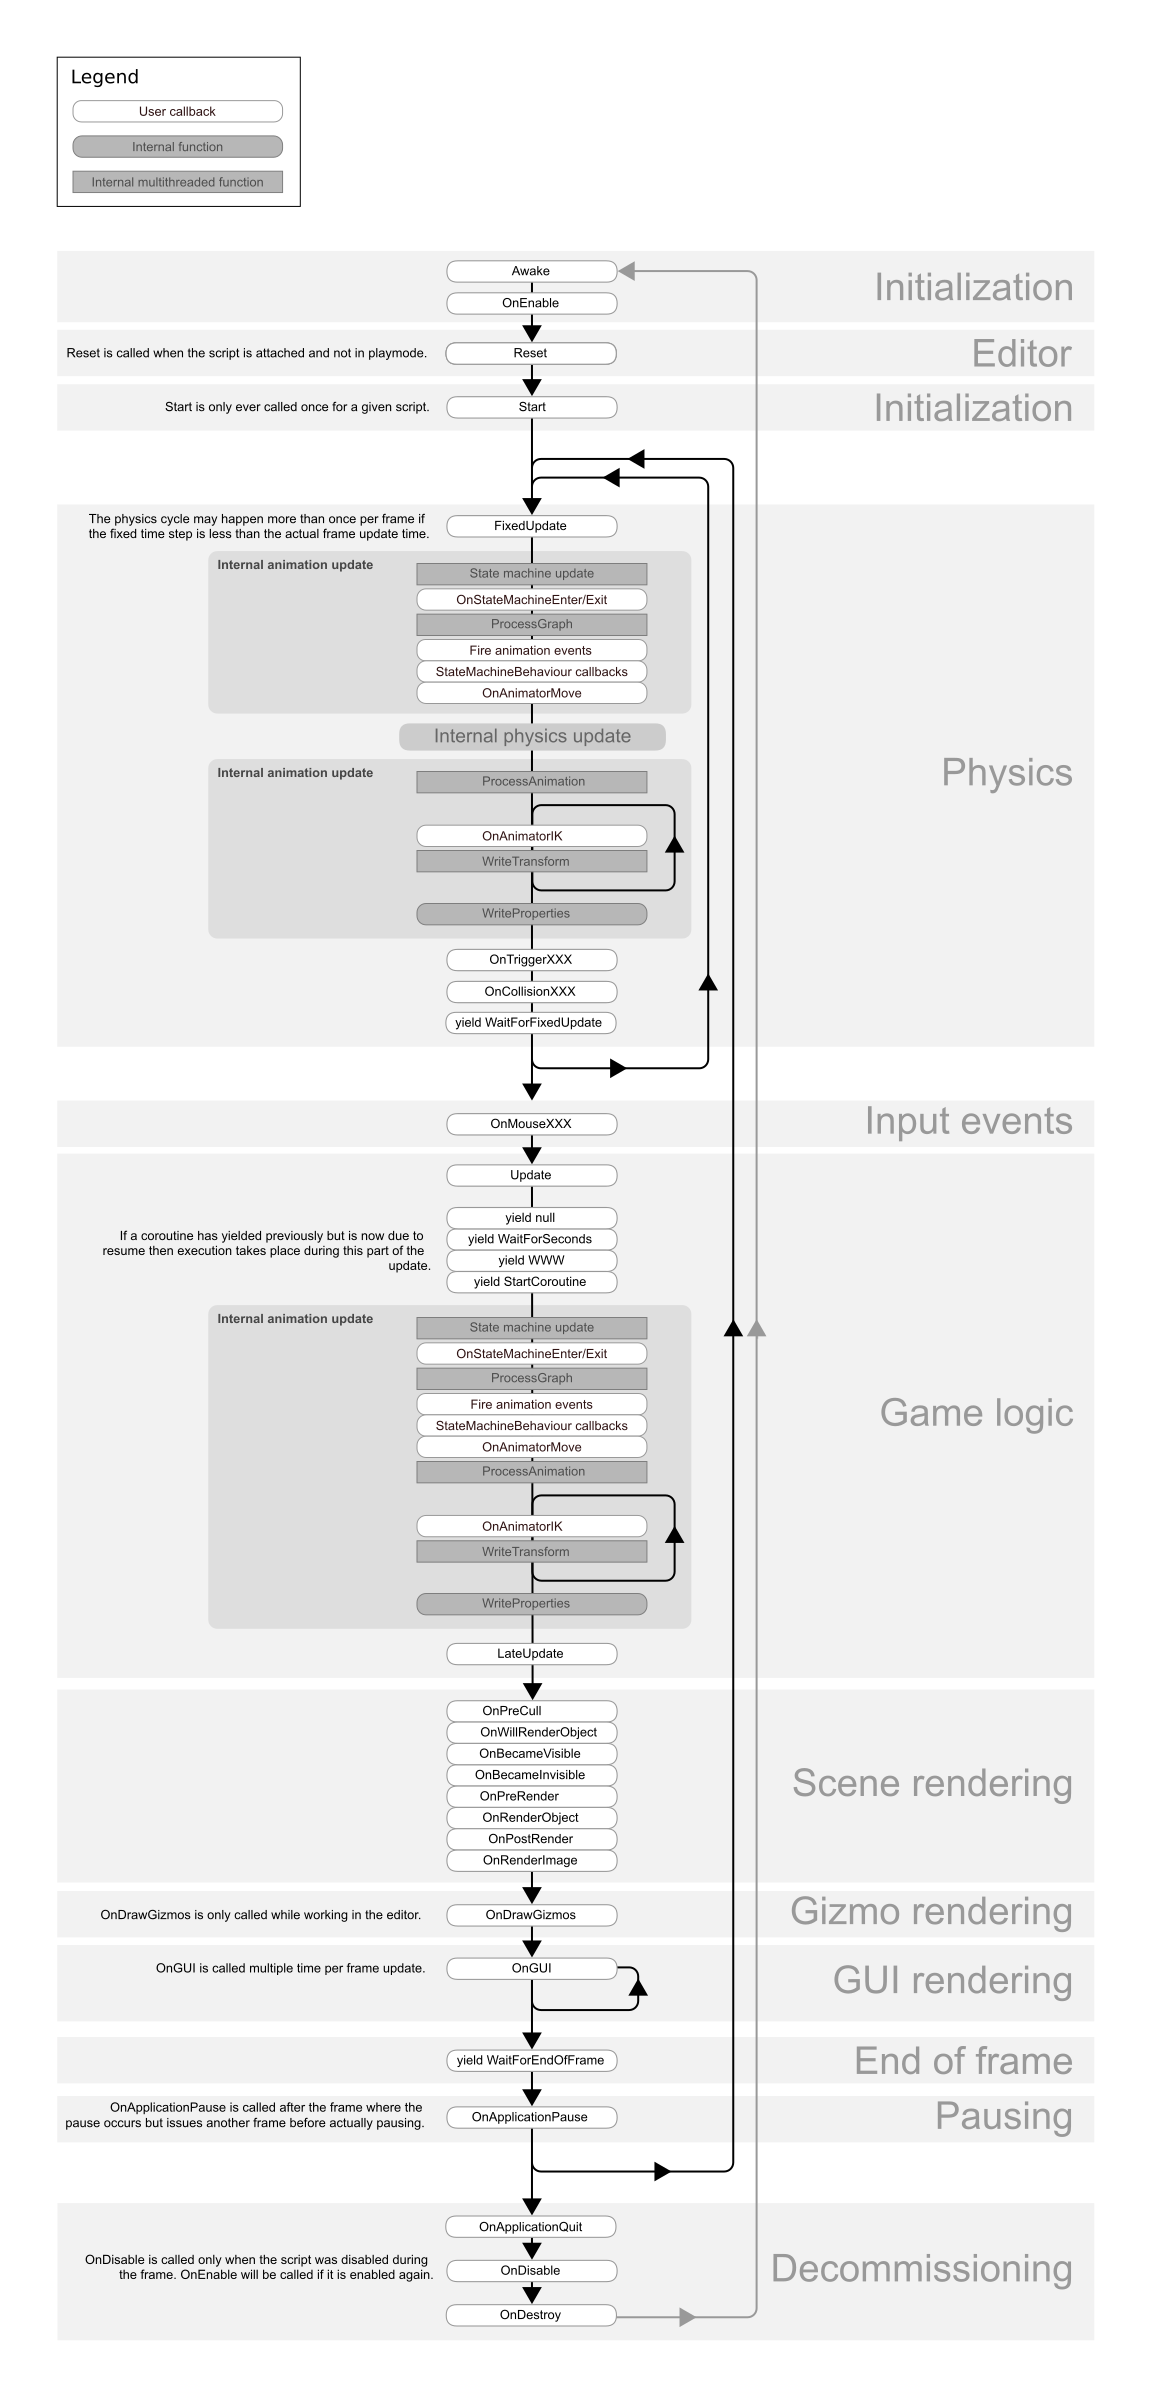 Legend
User callback
Internal function
Internal multithreaded function
Awake
Initialization
OnEnable
Reset is called when the script is attached and not in playmode.
Reset
Editor
Start is only ever called once for a given script.
Start
Initialization
The physics cycle may happen more than once per frame if
the fixed time step is less than the actual frame update time.
FixedUpdate
Internal animation update
State machine update
OnStateMachineEnter/Exit
ProcessGraph
Fire animation events
StateMachineBehaviour callbacks
OnAnimatorMove
Internal physics update
Physics
Internal animation update
ProcessAnimation
OnAnimatorIK
WriteTransform
WriteProperties
OnTriggerXXX
OnCollisionXXX
yield WaitForFixedUpdate
OnMouseXXX
Input events
Update
yield null
If a coroutine has yielded previously but is now due to
resume then execution takes place during this part of the
update.
yield WaitForSeconds
yield WWW
yield StartCoroutine
Internal animation update
State machine update
OnStateMachineEnter/Exit
ProcessGraph
Fire animation events
Game logic
StateMachineBehaviour callbacks
OnAnimatorMove
ProcessAnimation
OnAnimatorIK
WriteTransform
WriteProperties
LateUpdate
OnPreCull
OnWillRenderObject
OnBecameVisible
OnBecameInvisible
Scene rendering
OnPreRender
OnRenderObject
OnPostRender
OnRenderImage
OnDrawGizmos is only called while working in the editor.
OnDrawGizmos
Gizmo rendering
OnGUI is called multiple time per frame update.
OnGUI
GUI rendering
yield WaitForEndOfFrame
End of frame
OnApplicationPause is called after the frame where the
pause occurs but issues another frame before actually pausing.
OnApplicationPause
Pausing
OnApplicationQuit
OnDisable is called only when the script was disabled during
the frame. OnEnable will be called if it is enabled again.
OnDisable
Decommissioning
OnDestroy